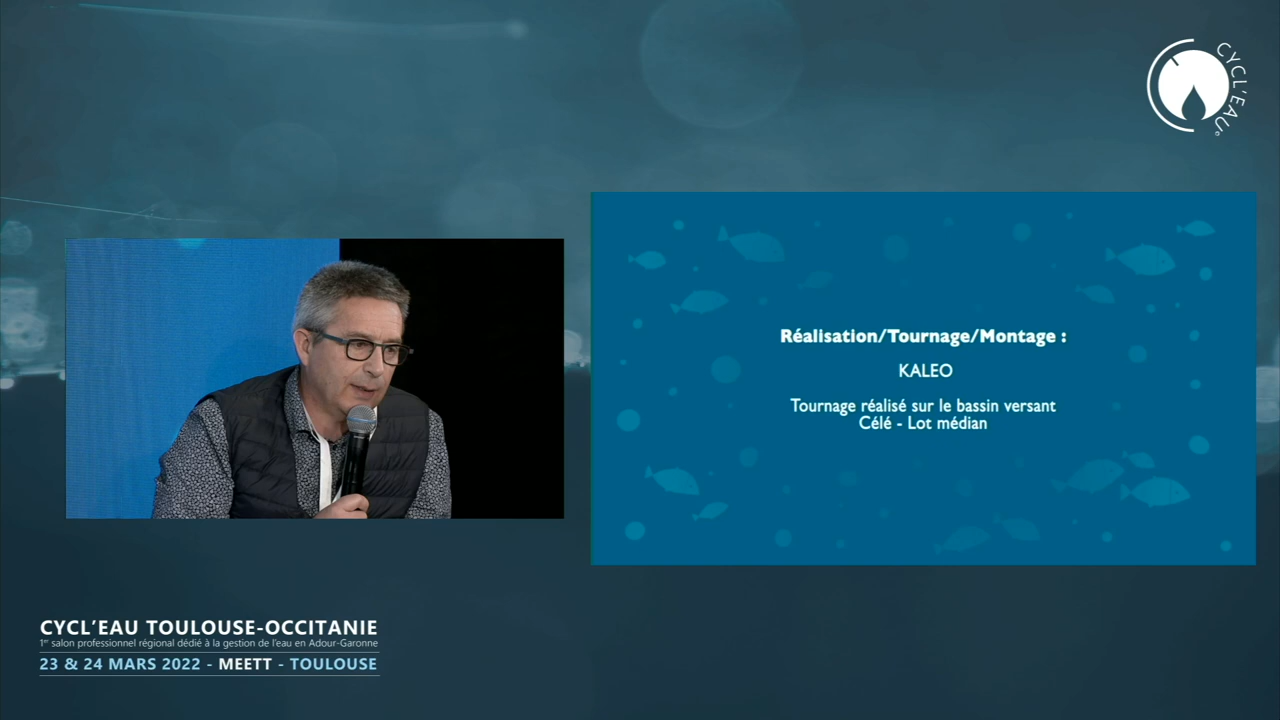 CYCL'EAU
Réalisation/Tournage/Montage :
KALEO
Tournage réalisé sur le bassin versant
Célé - Lot médian
CYCL'EAU TOULOUSE-OCCITANIE
1er salon professionnel régional dédié à la gestion de l'eau en Adour-Garonne
23 & 24 MARS 2022 - MEETT - TOULOUSE